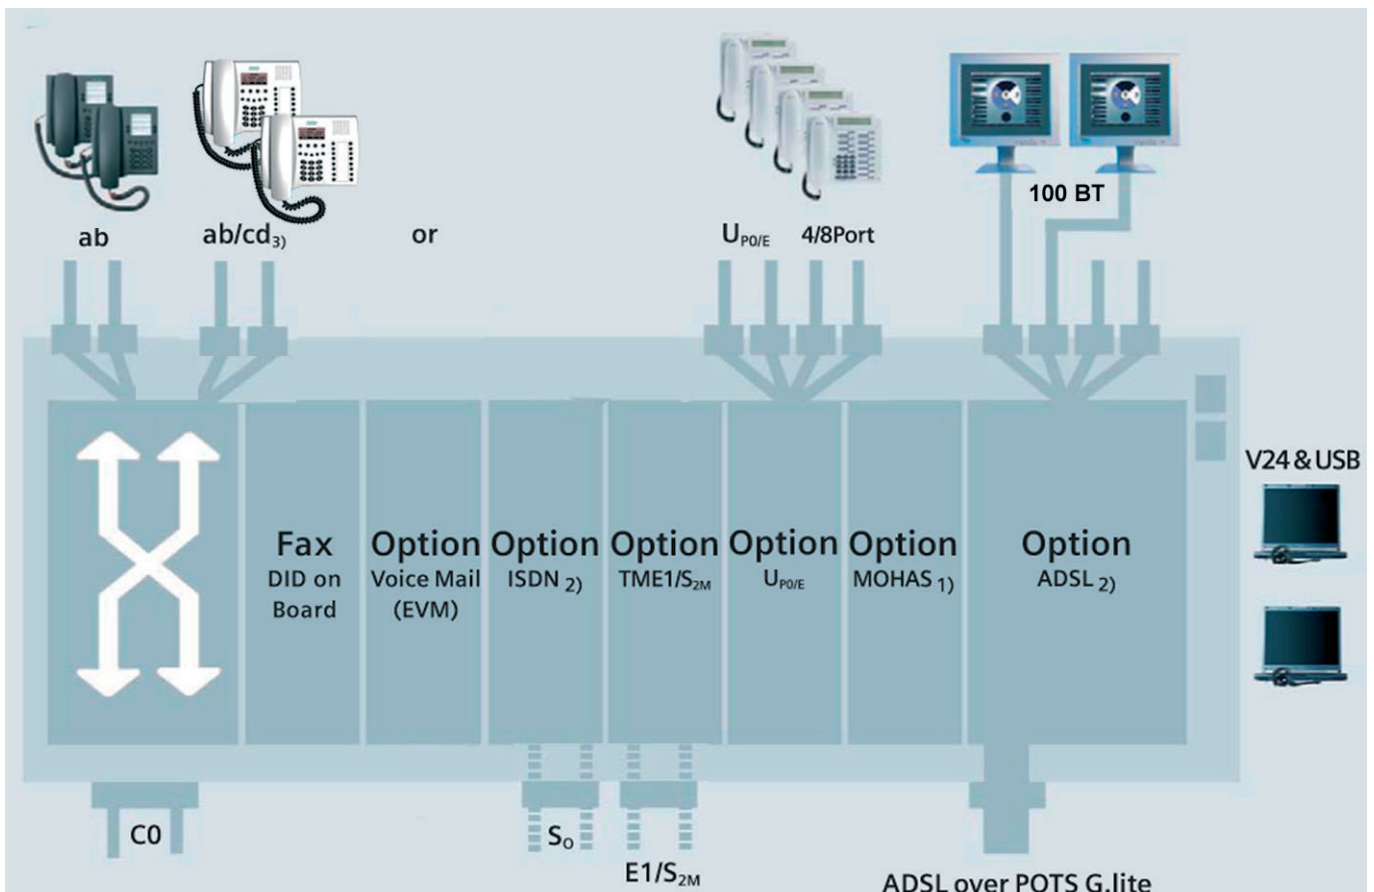 100 BT
ab
ab/cd3)
or
UP0/E
4/8Port
V24 & USB
Fax
DID on
Board
Option
Voice Mail
(EVM)
Option
ISDN 2)
Option
TME1/S2M
Option
UP0/E
Option
MOHAS 1)
Option
ADSL 2)
C0
S0
E1/S2M
ADSL over POTS G.lite